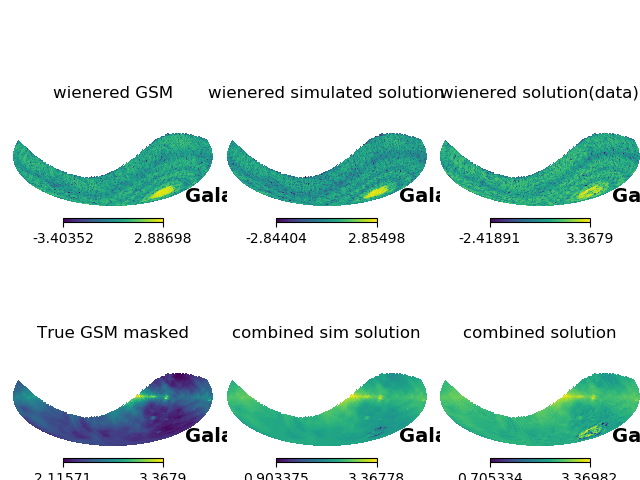 wienered GSM
wienered simulated solution
wienered solution(data)
Gala
Gala
Ga
-3.40352 2.88698
-2.84404 2.85498
-2.41891 3.3679
True GSM masked
combined sim solution
combined solution
Gala
Gala
Ga
2.11571 3.3679
0.903375 3.36778
0.705334 3.36982